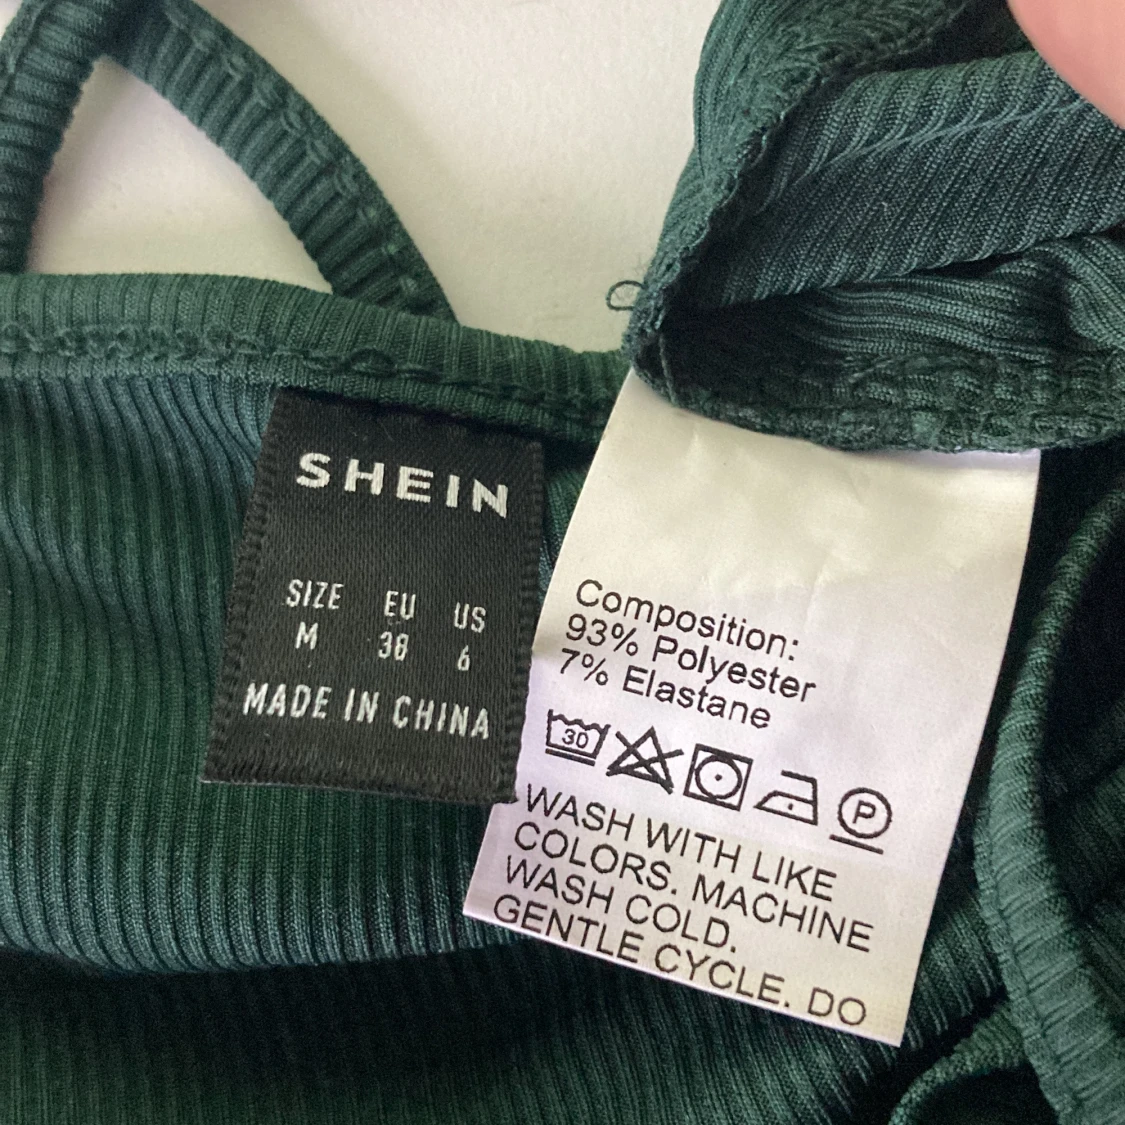 SHEIN
SIZE EU US
M 38 6
MADE IN CHINA
Composition:
93% Polyester
7% Elastane
30
P
WASH WITH LIKE
COLORS. MACHINE
WASH COLD.
GENTLE CYCLE. DO